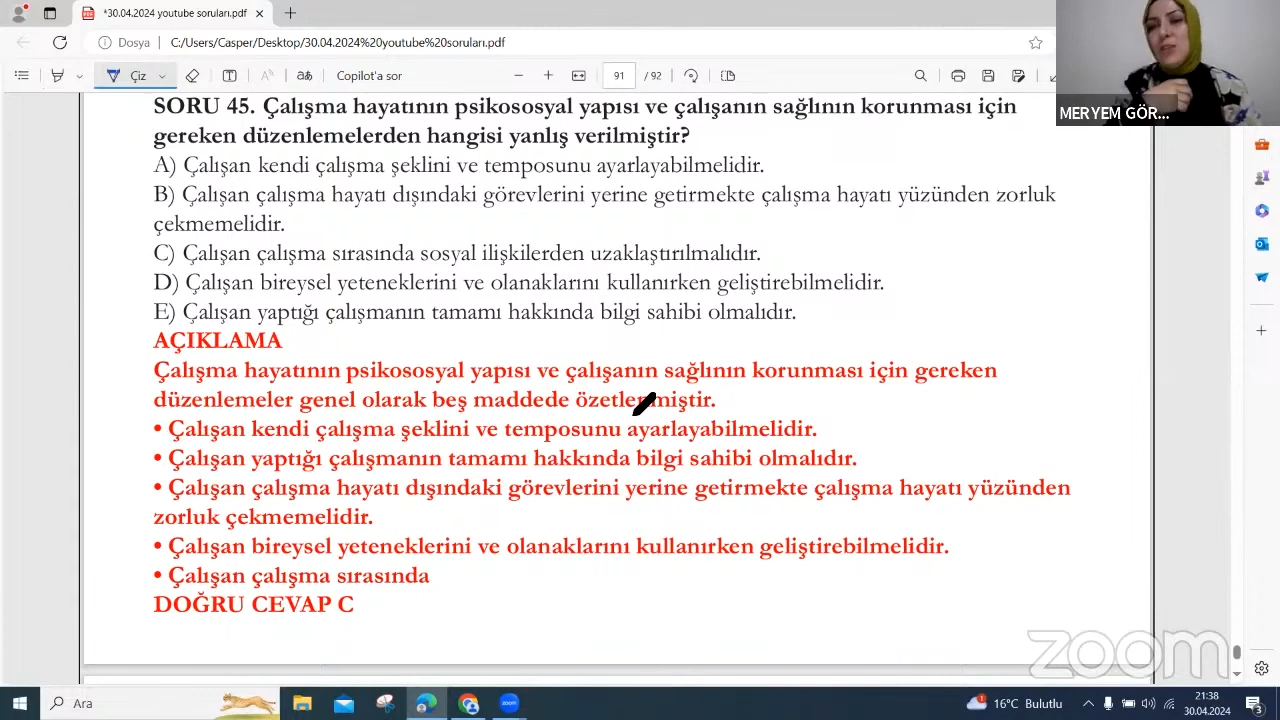 *30.04.2024 youtube soruları.pdf
Dosya
C:/Users/Casper/Desktop/30.04.2024%20youtube%20soruları.pdf
Çiz
Copilot'a sor
91 / 92
MERYEM GÖR...
SORU 45. Çalışma hayatının psikososyal yapısı ve çalışanın sağlının korunması için
gereken düzenlemelerden hangisi yanlış verilmiştir?
A) Çalışan kendi çalışma şeklini ve temposunu ayarlayabilmelidir.
B) Çalışan çalışma hayatı dışındaki görevlerini yerine getirmekte çalışma hayatı yüzünden zorluk
çekmemelidir.
C) Çalışan çalışma sırasında sosyal ilişkilerden uzaklaştırılmalıdır.
D) Çalışan bireysel yeteneklerini ve olanaklarını kullanırken geliştirebilmelidir.
E) Çalışan yaptığı çalışmanın tamamı hakkında bilgi sahibi olmalıdır.
AÇIKLAMA
Çalışma hayatının psikososyal yapısı ve çalışanın sağlının korunması için gereken
düzenlemeler genel olarak beş maddede özetlenmiştir.
• Çalışan kendi çalışma şeklini ve temposunu ayarlayabilmelidir.
• Çalışan yaptığı çalışmanın tamamı hakkında bilgi sahibi olmalıdır.
• Çalışan çalışma hayatı dışındaki görevlerini yerine getirmekte çalışma hayatı yüzünden
zorluk çekmemelidir.
• Çalışan bireysel yeteneklerini ve olanaklarını kullanırken geliştirebilmelidir.
• Çalışan çalışma sırasında
DOĞRU CEVAP C
zoom
Ara
zoom
1
16°C Bulutlu
21:38
30.04.2024
3